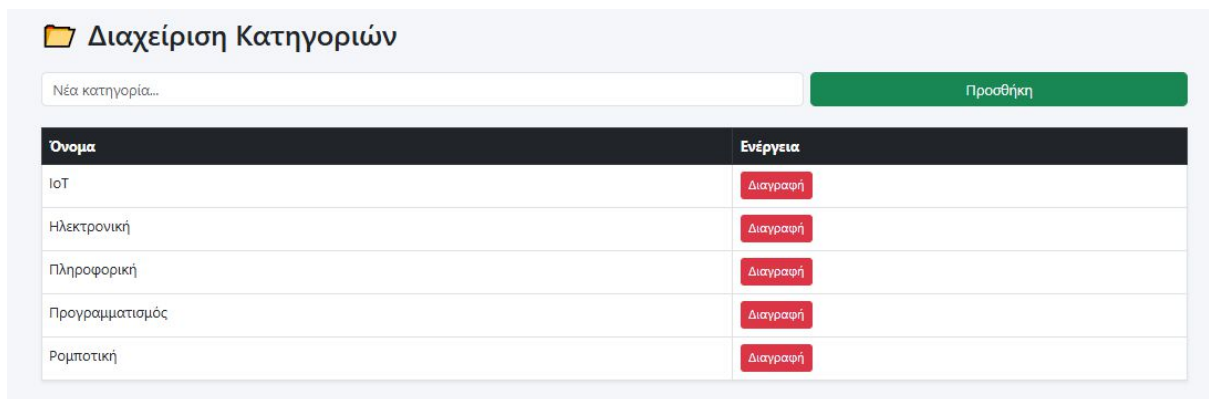 Διαχείριση Κατηγοριών
Νέα κατηγορία... Προσθήκη
Όνομα Ενέργεια
IoT Διαγραφή
Ηλεκτρονική Διαγραφή
Πληροφορική Διαγραφή
Προγραμματισμός Διαγραφή
Ρομποτική Διαγραφή